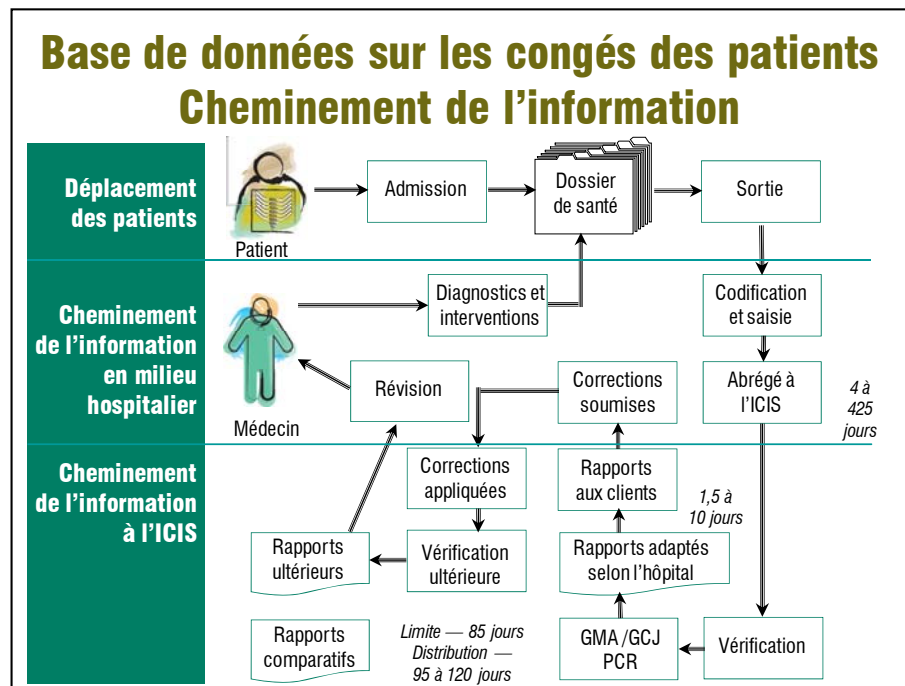 Base de données sur les congés des patients
Cheminement de l’information
Déplacement
des patients
Patient
Admission
Dossier
de santé
Sortie
Cheminement
de l’information
en milieu
hospitalier
Médecin
Diagnostics et
interventions
Codification
et saisie
Révision
Corrections
soumises
Abrégé à
l’ICIS
4 à
425
jours
Cheminement
de l’information
à l’ICIS
Corrections
appliquées
Rapports
aux clients
1,5 à
10 jours
Rapports
ultérieurs
Vérification
ultérieure
Rapports adaptés
selon l’hôpital
Rapports
comparatifs
Limite — 85 jours
Distribution —
95 à 120 jours
GMA /GCJ
PCR
Vérification